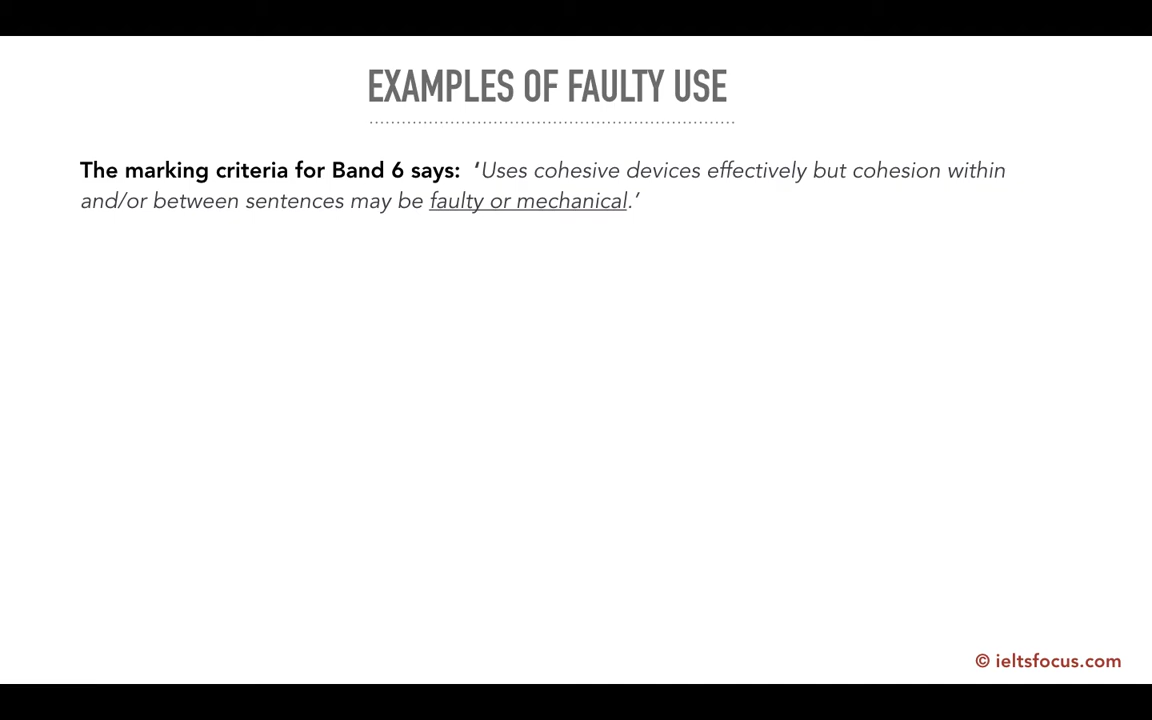 EXAMPLES OF FAULTY USE
The marking criteria for Band 6 says: ‘Uses cohesive devices effectively but cohesion within
and/or between sentences may be faulty or mechanical.’
© ieltsfocus.com